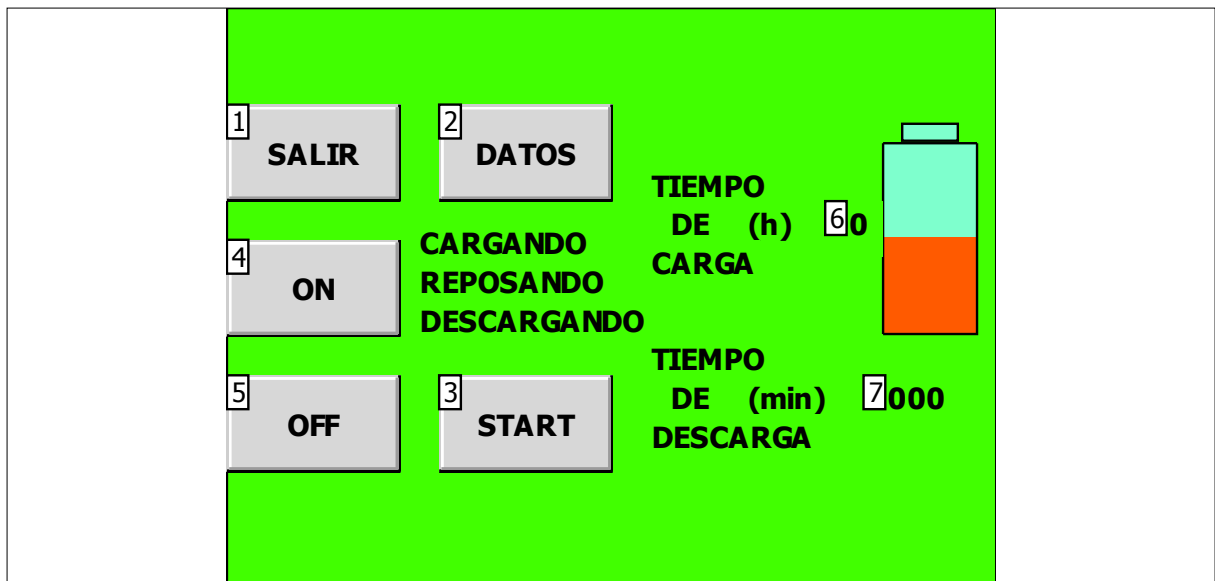 1
SALIR
2
DATOS
TIEMPO
DE (h) 6 0
CARGA
4
ON
CARGANDO
REPOSANDO
DESCARGANDO
5
OFF
3
START
TIEMPO
DE (min) 7 000
DESCARGA